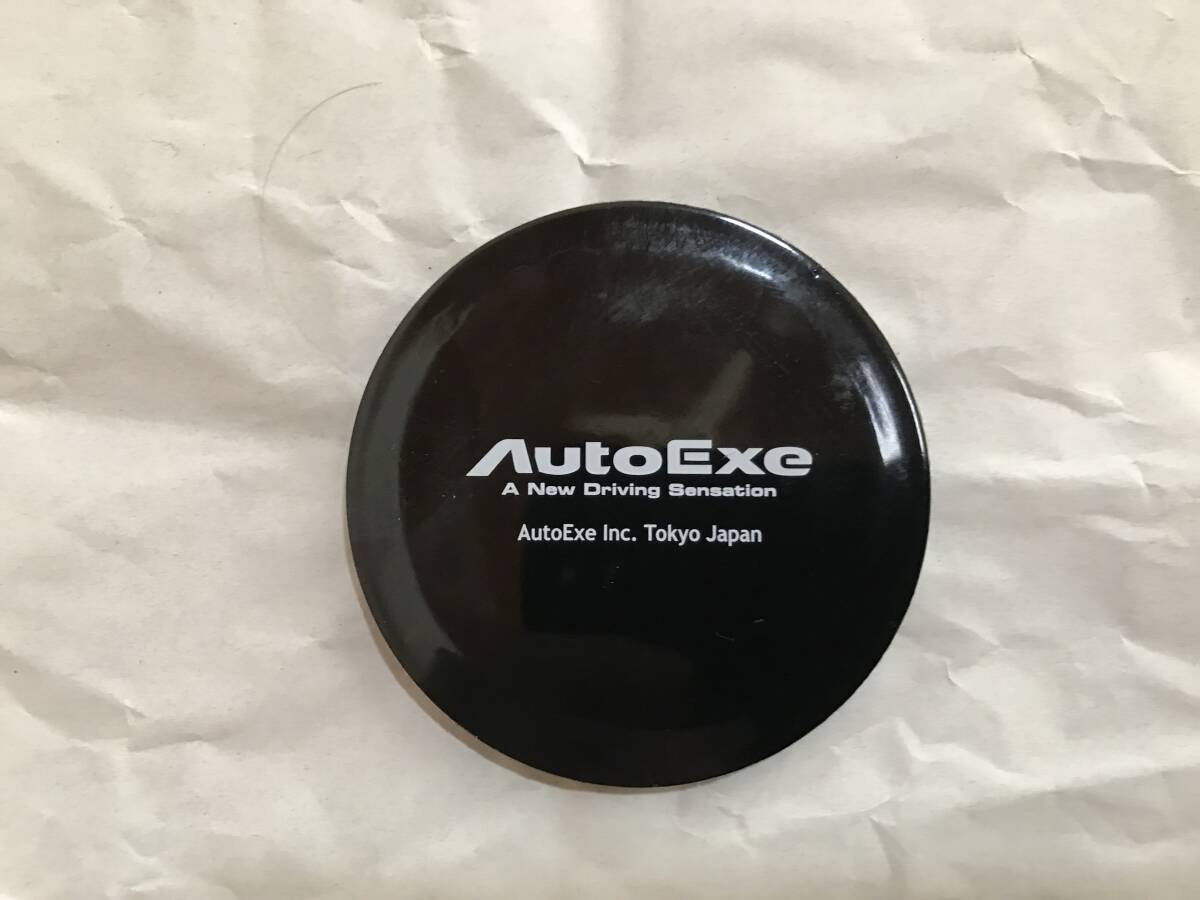 AutoExe
A New Driving Sensation
AutoExe Inc. Tokyo Japan